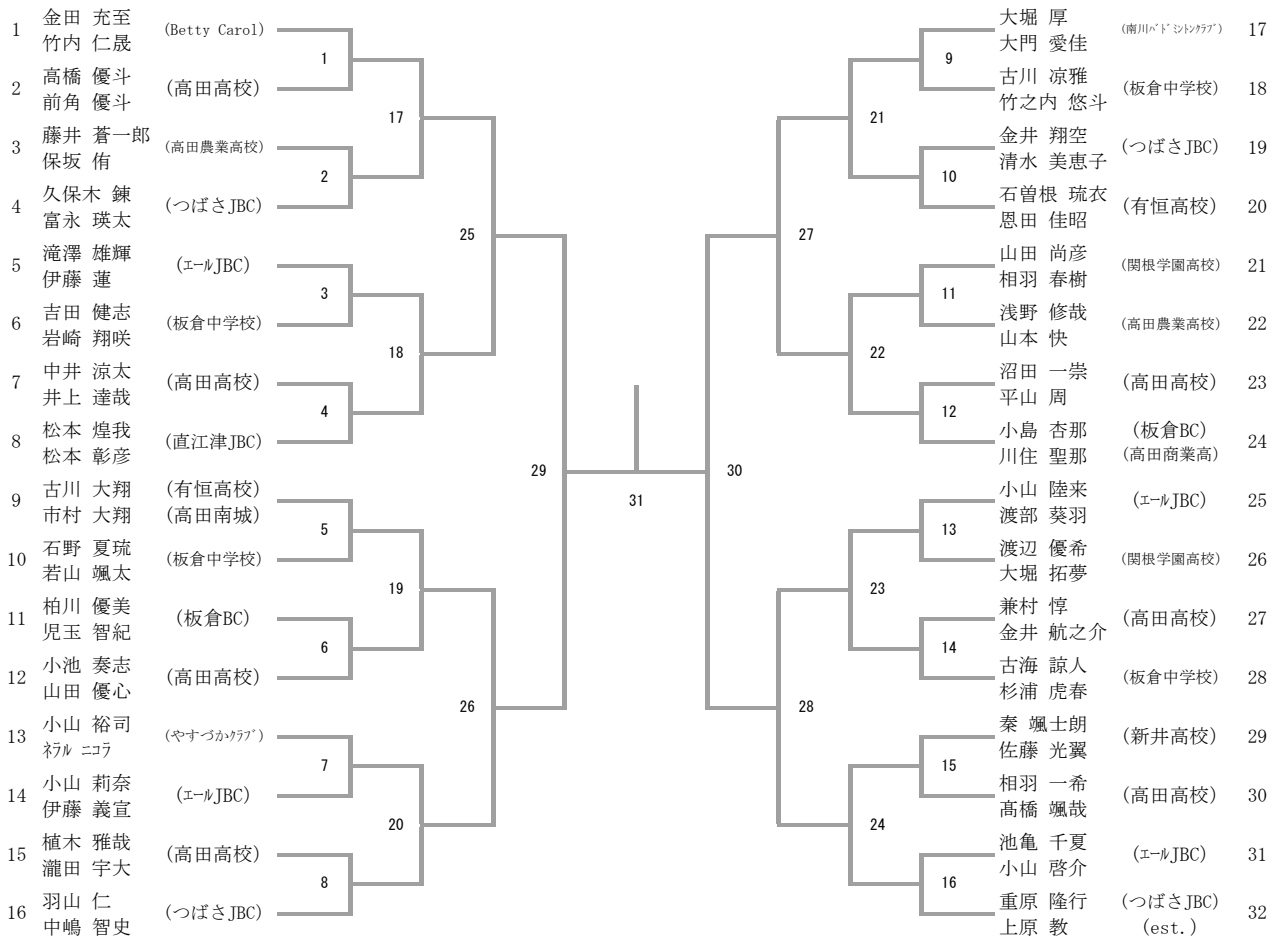 1 金田 充至 (Betty Carol)
竹内 仁晟
2 高橋 優斗 (高田高校)
前角 優斗
3 藤井 蒼一郎 (高田農業高校)
保坂 侑
4 久保木 錬 (つばさJBC)
富永 瑛太
5 滝澤 雄輝 (ｴｰﾙJBC)
伊藤 蓮
6 吉田 健志 (板倉中学校)
岩崎 翔咲
7 中井 涼太 (高田高校)
井上 達哉
8 松本 煌我 (直江津JBC)
松本 彰彦
9 古川 大翔 (有恒高校)
市村 大翔 (高田南城)
10 石野 夏琉 (板倉中学校)
若山 颯太
11 柏川 優美 (板倉BC)
児玉 智紀
12 小池 奏志 (高田高校)
山田 優心
13 小山 裕司 (やすづかｸﾗﾌﾞ)
ﾈﾗﾙ ﾆｺﾗ
14 小山 莉奈 (ｴｰﾙJBC)
伊藤 義宣
15 植木 雅哉 (高田高校)
瀧田 宇大
16 羽山 仁 (つばさJBC)
中嶋 智史
1
2
3
4
5
6
7
8
17
18
19
20
25
26
29
31
30
27
28
21
22
23
24
9
10
11
12
13
14
15
16
大堀 厚 (南川ﾊﾞﾄﾞﾐﾝﾄﾝｸﾗﾌﾞ) 17
大門 愛佳
古川 凉雅 (板倉中学校) 18
竹之内 悠斗
金井 翔空 (つばさJBC) 19
清水 美恵子
石曽根 琉衣 (有恒高校) 20
恩田 佳昭
山田 尚彦 (関根学園高校) 21
相羽 春樹
浅野 修哉 (高田農業高校) 22
山本 快
沼田 一崇 (高田高校) 23
平山 周
小島 杏那 (板倉BC) 24
川住 聖那 (高田商業高)
小山 陸来 (ｴｰﾙJBC) 25
渡部 葵羽
渡辺 優希 (関根学園高校) 26
大堀 拓夢
兼村 惇 (高田高校) 27
金井 航之介
古海 諒人 (板倉中学校) 28
杉浦 虎春
秦 颯士朗 (新井高校) 29
佐藤 光翼
相羽 一希 (高田高校) 30
髙橋 颯哉
池亀 千夏 (ｴｰﾙJBC) 31
小山 啓介
重原 隆行 (つばさJBC) 32
上原 教 (est.)